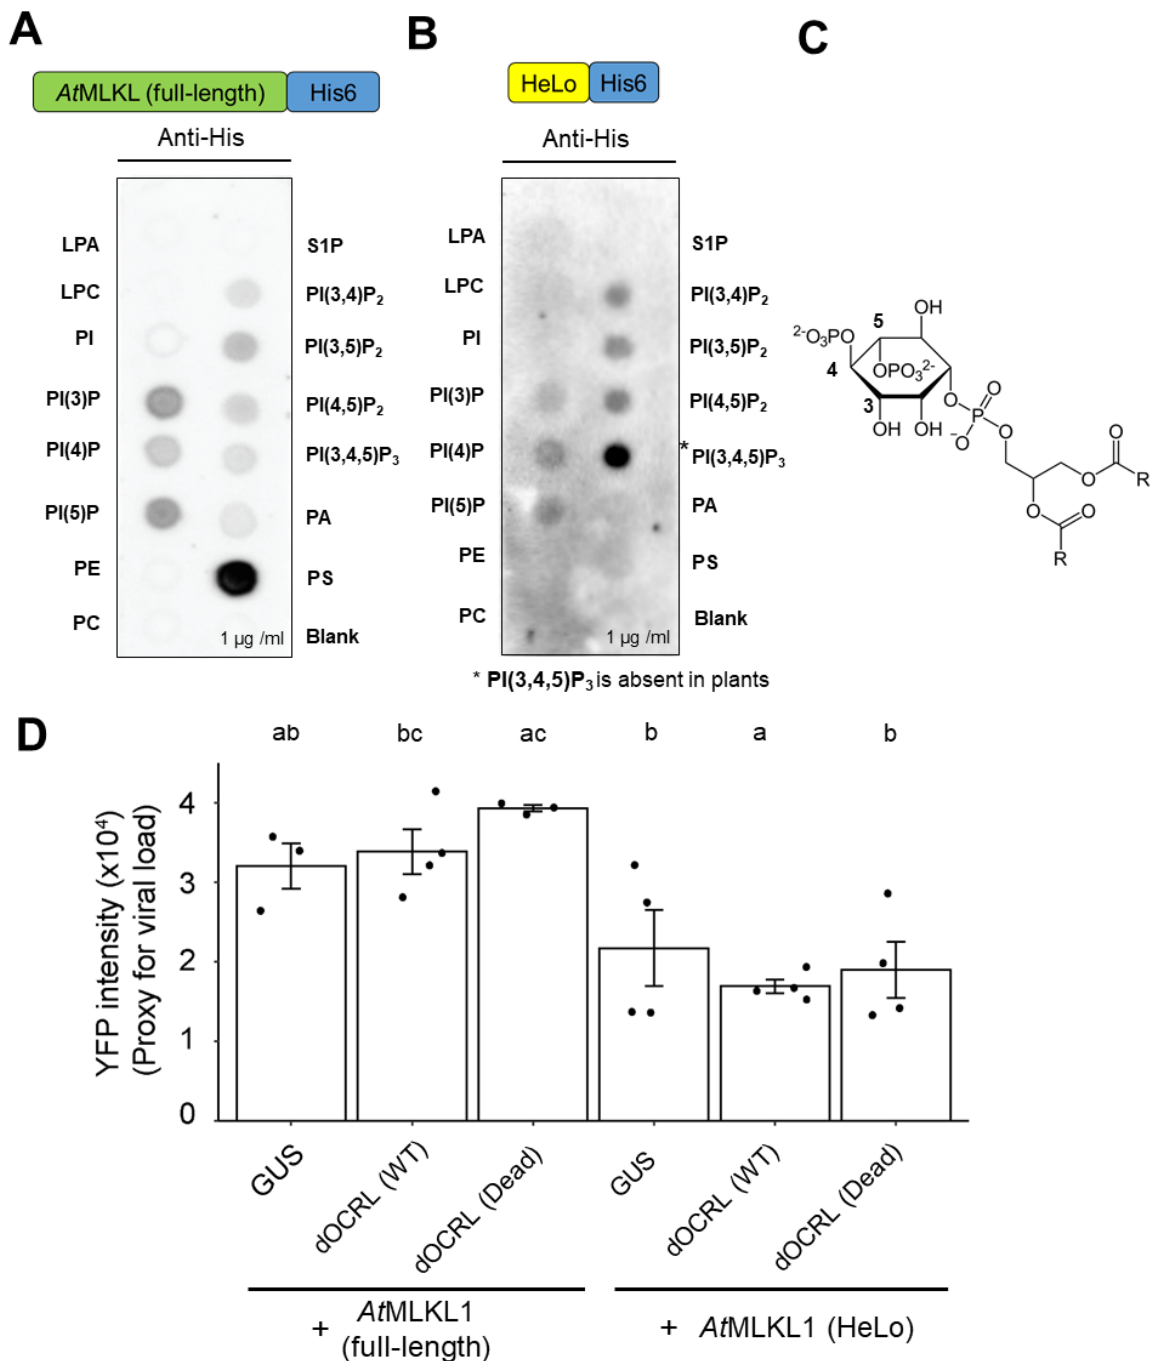 A
B
C
AtMLKL (full-length) His6
HeLo His6
Anti-His
Anti-His
LPA
LPC
PI
PI(3)P
PI(4)P
PI(5)P
PE
PC
S1P
PI(3,4)P₂
PI(3,5)P₂
PI(4,5)P₂
PI(3,4,5)P₃
PA
PS
Blank
1 µg /ml
LPA
LPC
PI
PI(3)P
PI(4)P
PI(5)P
PE
PC
S1P
PI(3,4)P₂
PI(3,5)P₂
PI(4,5)P₂
*PI(3,4,5)P₃
PA
PS
Blank
1 µg /ml
* PI(3,4,5)P₃ is absent in plants
OH
5
²⁻O₃PO
OPO₃²⁻
4
3
OH OH
O
O
P
⁻O
O
O
O
R
O
O
R
D
ab bc ac b a b
YFP intensity (x10⁴)
(Proxy for viral load)
4
3
2
1
0
GUS
dOCRL (WT)
dOCRL (Dead)
GUS
dOCRL (WT)
dOCRL (Dead)
+ AtMLKL1
(full-length)
+ AtMLKL1 (HeLo)